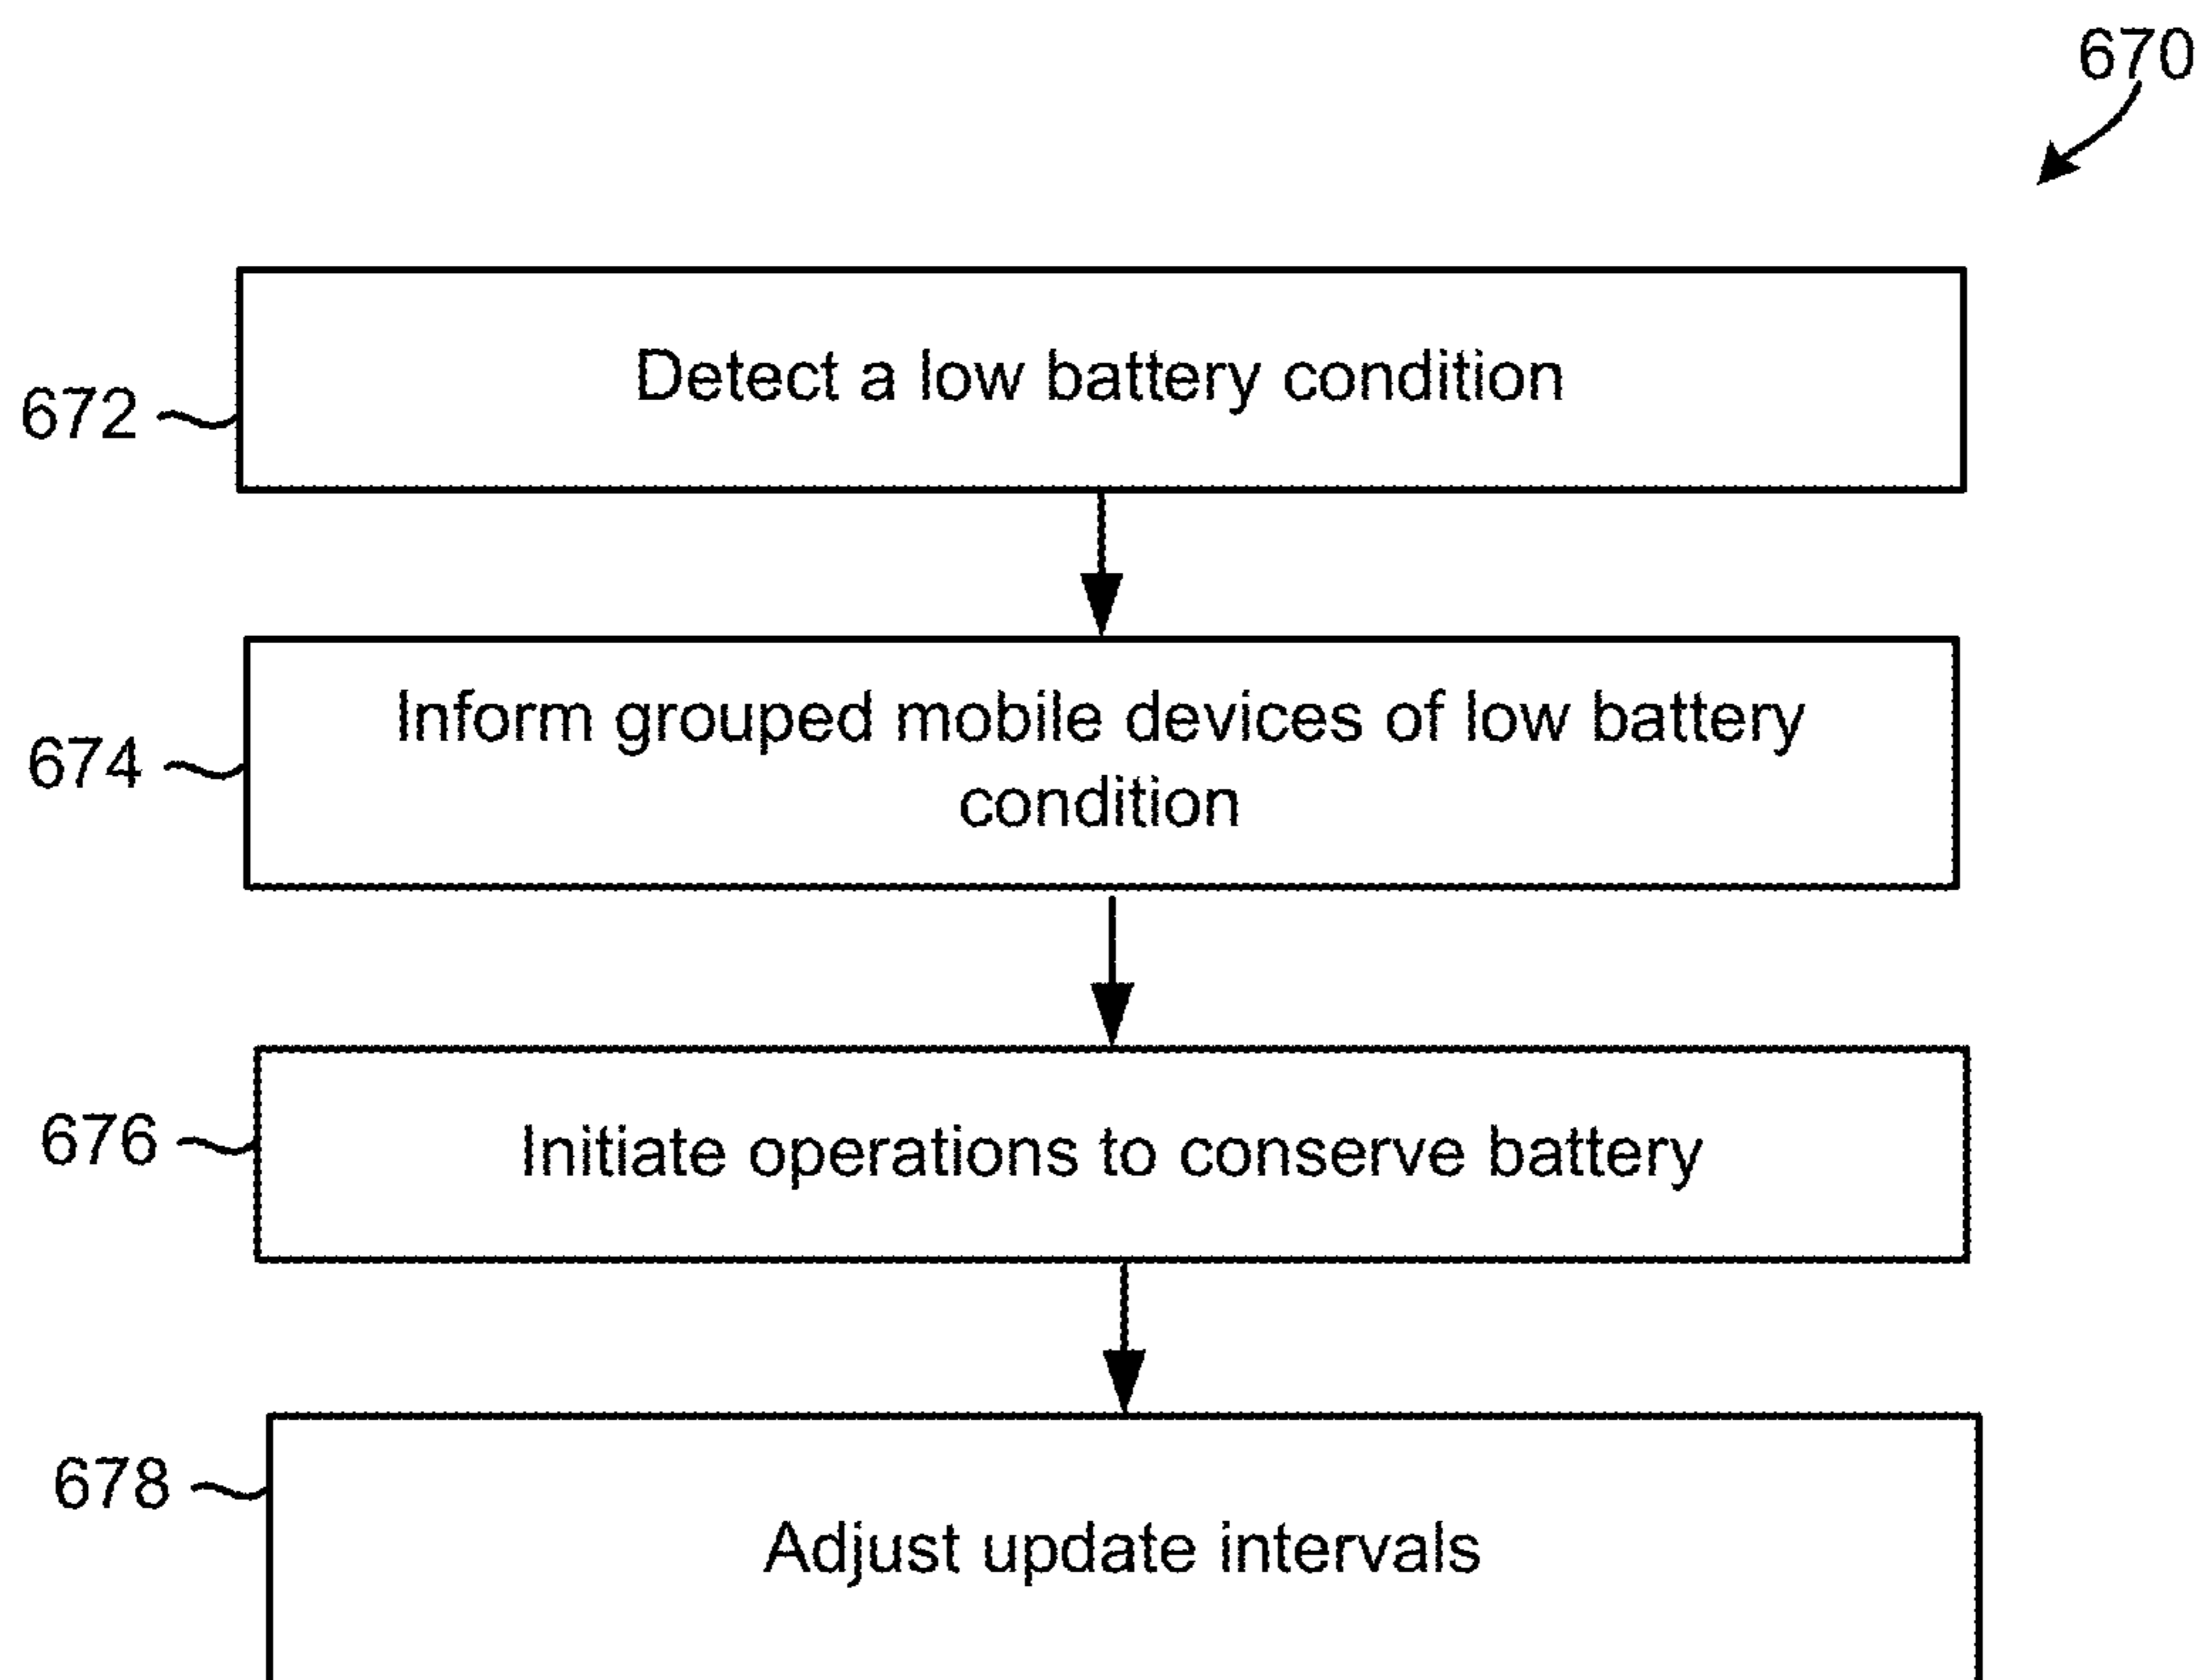 670
Detect a low battery condition
672
Inform grouped mobile devices of low battery
condition
674
Initiate operations to conserve battery
676
678
Adjust update intervals